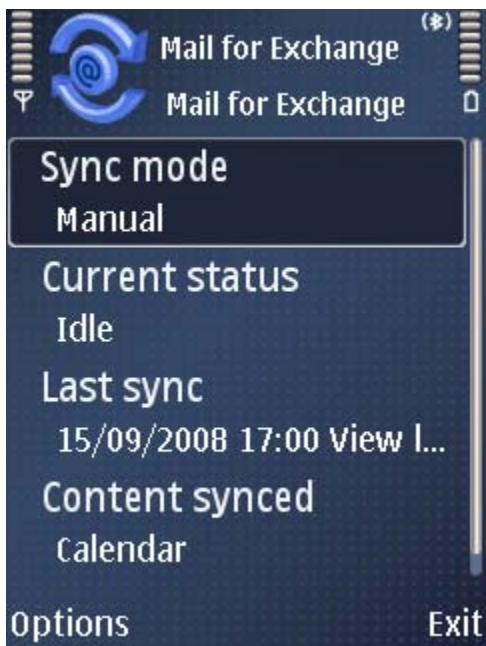 Mail for Exchange
Mail for Exchange
Sync mode
Manual
Current status
Idle
Last sync
15/09/2008 17:00 View l...
Content synced
Calendar
Options Exit